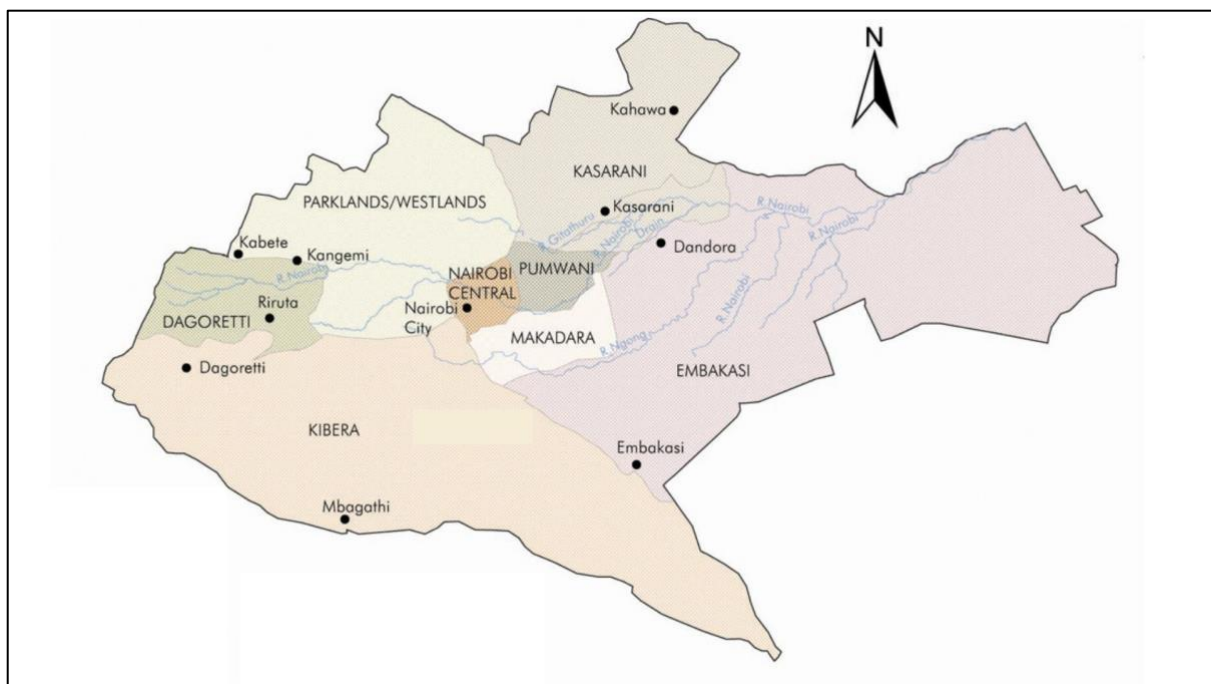 N
Kahawa
KASARANI
PARKLANDS/WESTLANDS
Kasarani
R.Gitathuru
R.Nairobi
Drain
R.Nairobi
R.Nairobi
Kabete
Kangemi
Dandora
R.Nairobi
NAIROBI
CENTRAL
PUMWANI
R.Nairobi
Riruta
Nairobi
City
DAGORETTI
MAKADARA
R.Ngong
Dagoretti
EMBAKASI
KIBERA
Embakasi
Mbagathi